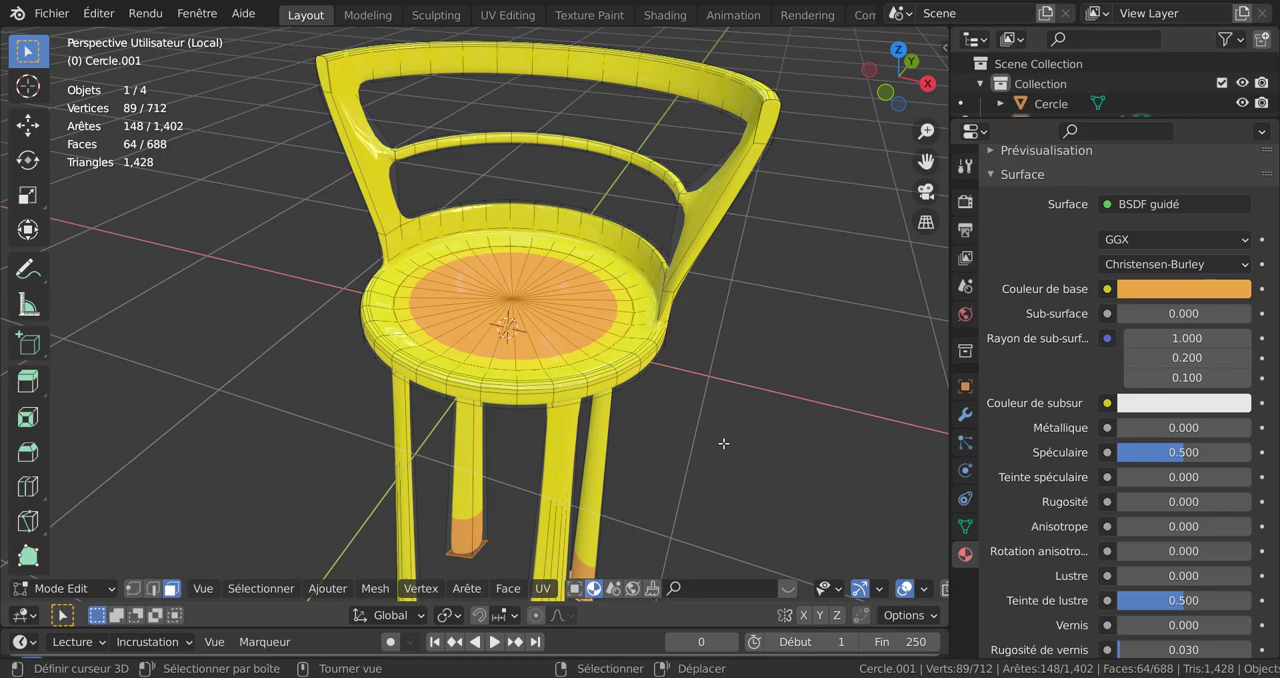 Fichier Éditer Rendu Fenêtre Aide Layout Modeling Sculpting UV Editing Texture Paint Shading Animation Rendering Scene View Layer
Perspective Utilisateur (Local)
(0) Cercle.001
Objets 1 / 4
Vertices 89 / 712
Arêtes 148 / 1,402
Faces 64 / 688
Triangles 1,428
Z
Y
X
Scene Collection
Collection
Cercle
Prévisualisation
Surface
Surface BSDF guidé
GGX
Christensen-Burley
Couleur de base
Sub-surface 0.000
Rayon de sub-surf... 1.000
0.200
0.100
Couleur de subsur
Métallique 0.000
Spéculaire 0.500
Teinte spéculaire 0.000
Rugosité 0.000
Anisotrope 0.000
Rotation anisotro... 0.000
Lustre 0.000
Teinte de lustre 0.500
Vernis 0.000
Rugosité de vernis 0.030
Mode Edit Vue Sélectionner Ajouter Mesh Vertex Arête Face UV
Global X Y Z Options
Lecture Incrustation Vue Marqueur 0 Début 1 Fin 250
Définir curseur 3D Sélectionner par boîte Tourner vue Sélectionner Déplacer Cercle.001 | Verts:89/712 | Arêtes:148/1,402 | Faces:64/688 | Tris:1,428 | Objets